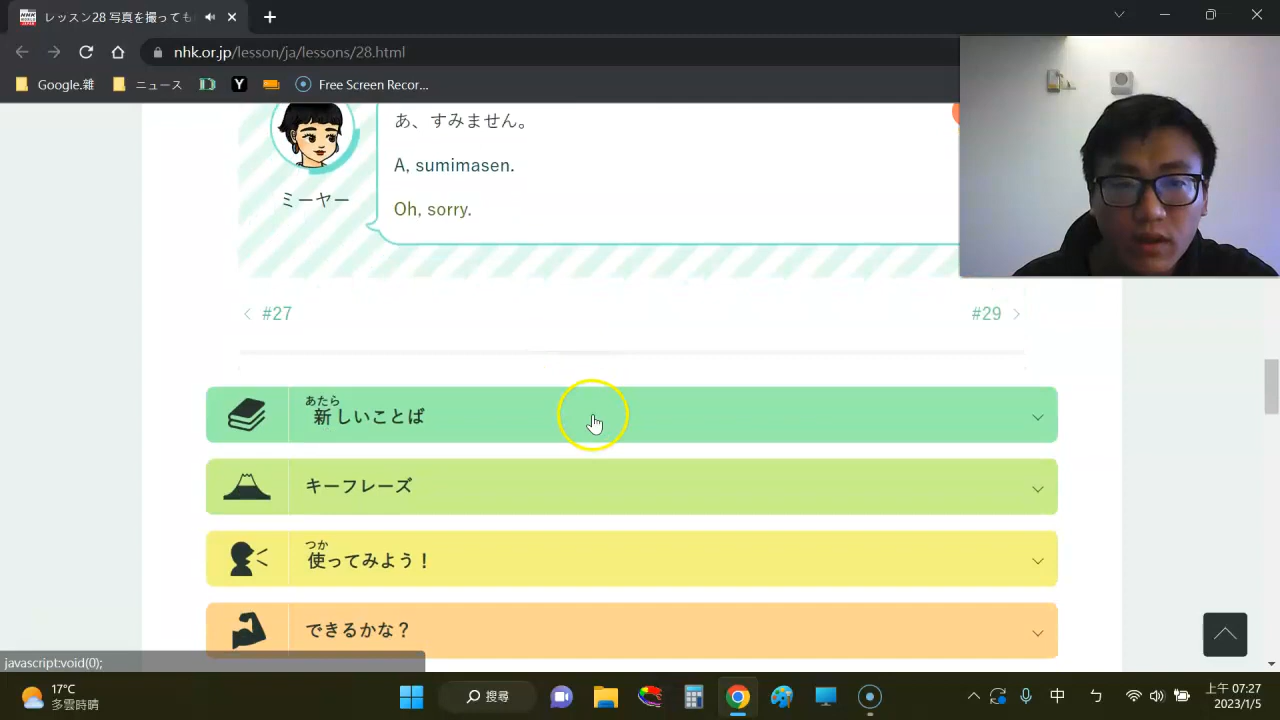 レッスン28 写真を撮っても
nhk.or.jp/lesson/ja/lessons/28.html
Google.雜
ニュース
Y
Free Screen Recor...
あ、すみません。
A, sumimasen.
Oh, sorry.
ミーヤー
#27
#29
あたら
新しいことば
キーフレーズ
つか
使ってみよう!
できるかな?
javascript:void(0);
17°C
多雲時晴
搜尋
中
上午 07:27
2023/1/5